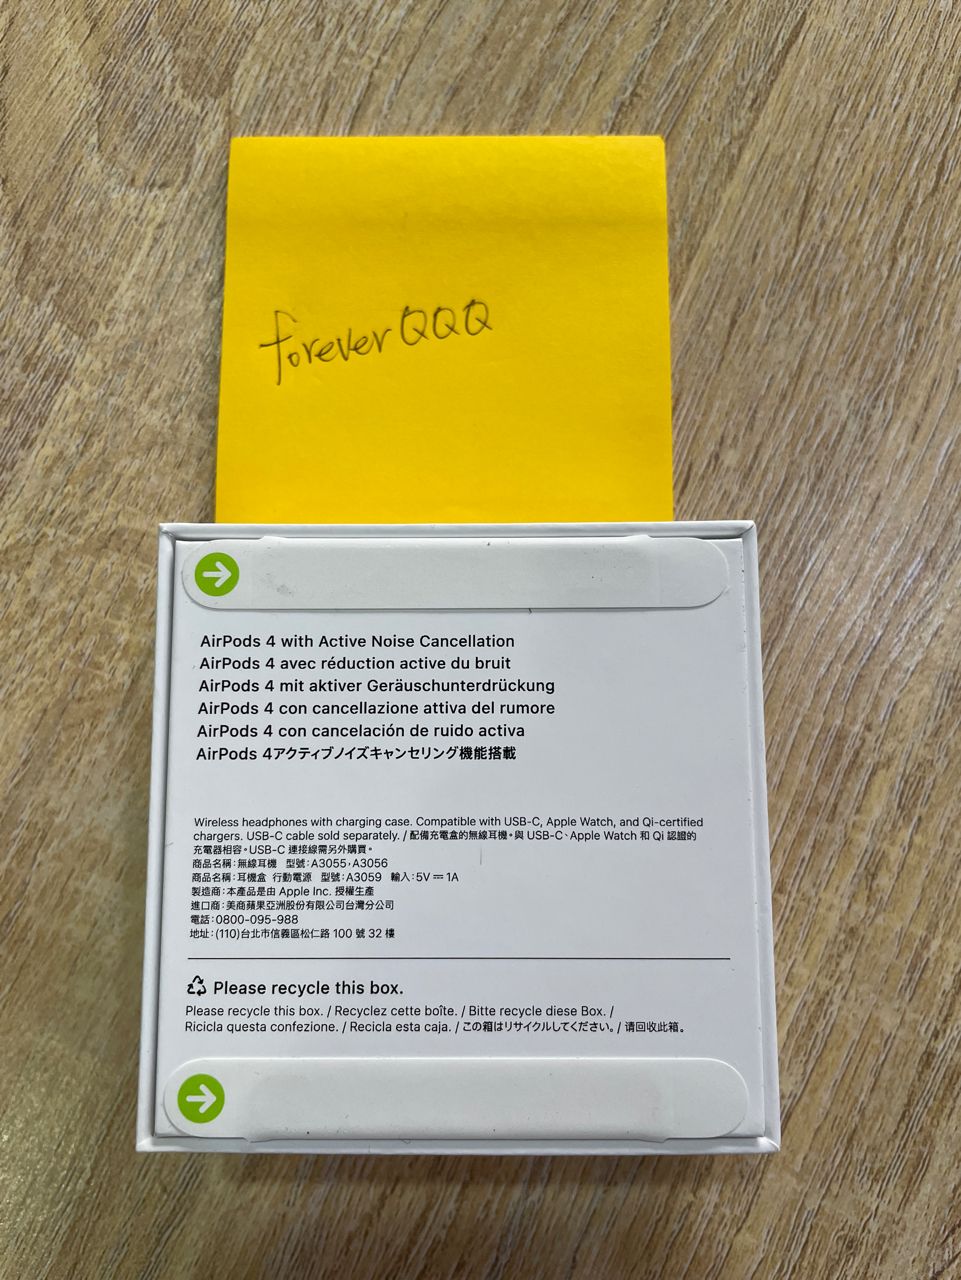 foreverQQQ
AirPods 4 with Active Noise Cancellation
AirPods 4 avec réduction active du bruit
AirPods 4 mit aktiver Geräuschunterdrückung
AirPods 4 con cancellazione attiva del rumore
AirPods 4 con cancelación de ruido activa
AirPods 4アクティブノイズキャンセリング機能搭載
Wireless headphones with charging case. Compatible with USB-C, Apple Watch, and Qi-certified
chargers. USB-C cable sold separately. / 配備充電盒的無線耳機。與 USB-C、Apple Watch 和 Qi 認證的
充電器相容。USB-C 連接線需另外購買。
商品名稱：無線耳機 型號：A3055，A3056
商品名稱：耳機盒 行動電源 型號：A3059 輸入：5V ⎓ 1A
製造商：本產品是由 Apple Inc. 授權生產
進口商：美商蘋果亞洲股份有限公司台灣分公司
電話：0800-095-988
地址：(110)台北市信義區松仁路 100 號 32 樓
Please recycle this box.
Please recycle this box. / Recyclez cette boîte. / Bitte recycle diese Box. /
Ricicla questa confezione. / Recicla esta caja. / この箱はリサイクルしてください。 / 请回收此箱。